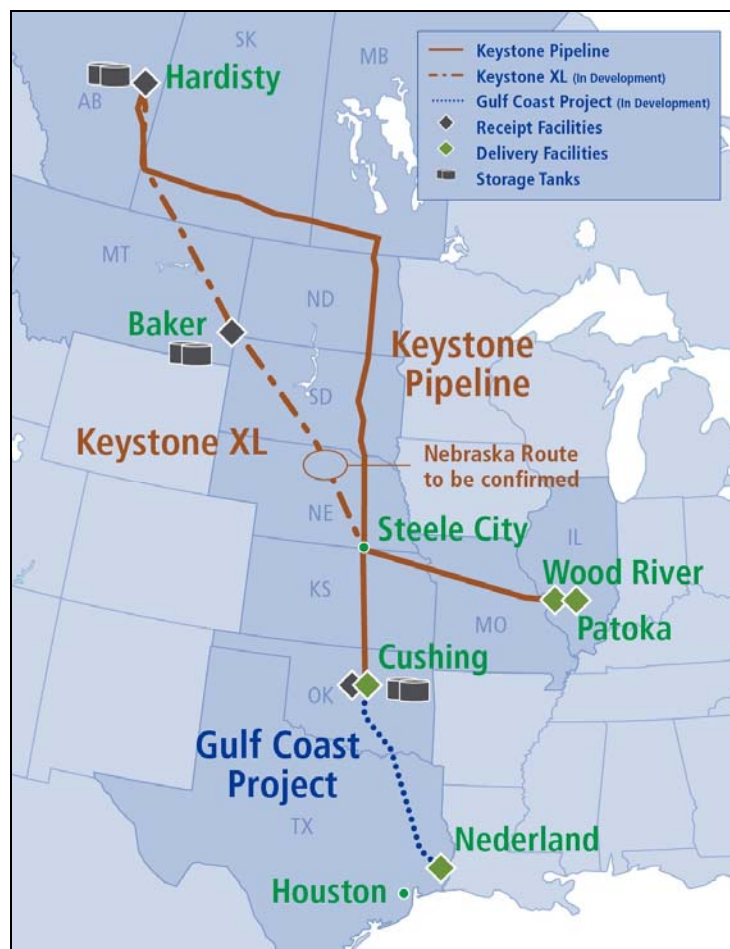 SK
MB
AB
Hardisty
Keystone Pipeline
Keystone XL (In Development)
Gulf Coast Project (In Development)
Receipt Facilities
Delivery Facilities
Storage Tanks
MT
ND
Baker
Keystone
Pipeline
SD
Keystone XL
Nebraska Route
to be confirmed
NE
Steele City
IL
Wood River
KS
MO
Patoka
Cushing
OK
Gulf Coast
Project
TX
Nederland
Houston